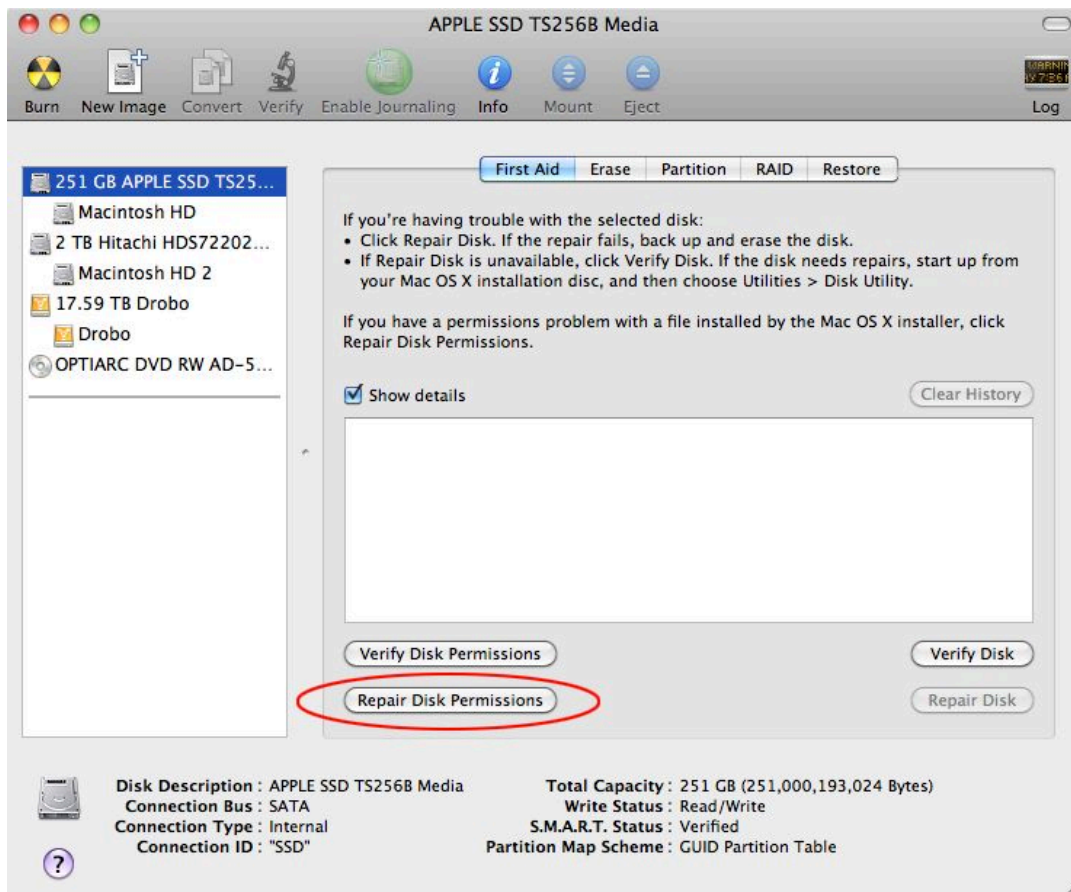 APPLE SSD TS256B Media
Burn New Image Convert Verify Enable Journaling Info Mount Eject Log
First Aid Erase Partition RAID Restore
251 GB APPLE SSD TS25...
Macintosh HD
2 TB Hitachi HDS72202...
Macintosh HD 2
17.59 TB Drobo
Drobo
OPTIARC DVD RW AD-5...
If you're having trouble with the selected disk:
• Click Repair Disk. If the repair fails, back up and erase the disk.
• If Repair Disk is unavailable, click Verify Disk. If the disk needs repairs, start up from
your Mac OS X installation disc, and then choose Utilities > Disk Utility.
If you have a permissions problem with a file installed by the Mac OS X installer, click
Repair Disk Permissions.
Show details
Clear History
Verify Disk Permissions
Verify Disk
Repair Disk Permissions
Repair Disk
Disk Description : APPLE SSD TS256B Media
Connection Bus : SATA
Connection Type : Internal
Connection ID : "SSD"
Total Capacity : 251 GB (251,000,193,024 Bytes)
Write Status : Read/Write
S.M.A.R.T. Status : Verified
Partition Map Scheme : GUID Partition Table
?